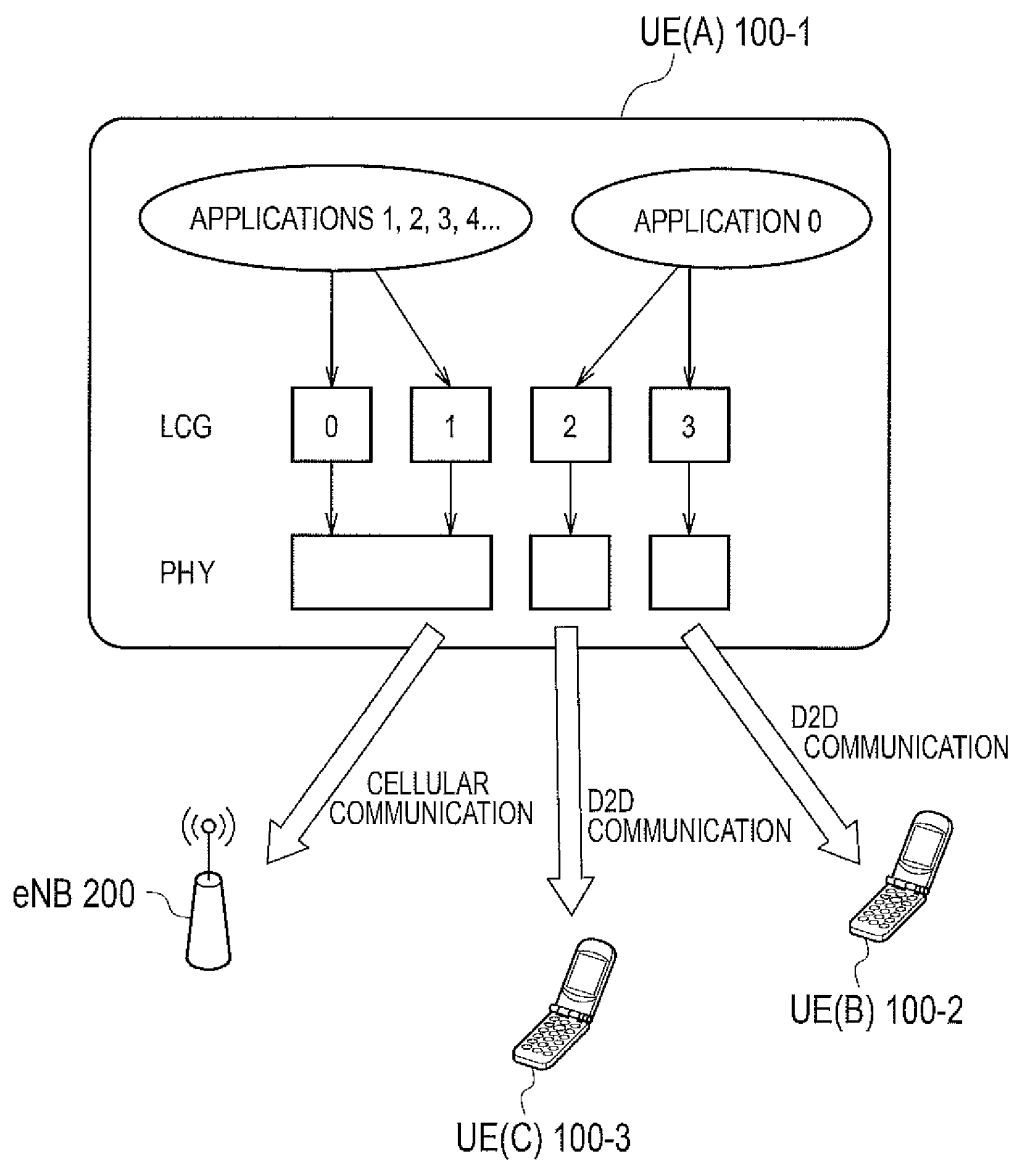 UE(A) 100-1
APPLICATIONS 1, 2, 3, 4...
APPLICATION 0
LCG
0
1
2
3
PHY
CELLULAR
COMMUNICATION
D2D
COMMUNICATION
D2D
COMMUNICATION
eNB 200
UE(B) 100-2
UE(C) 100-3